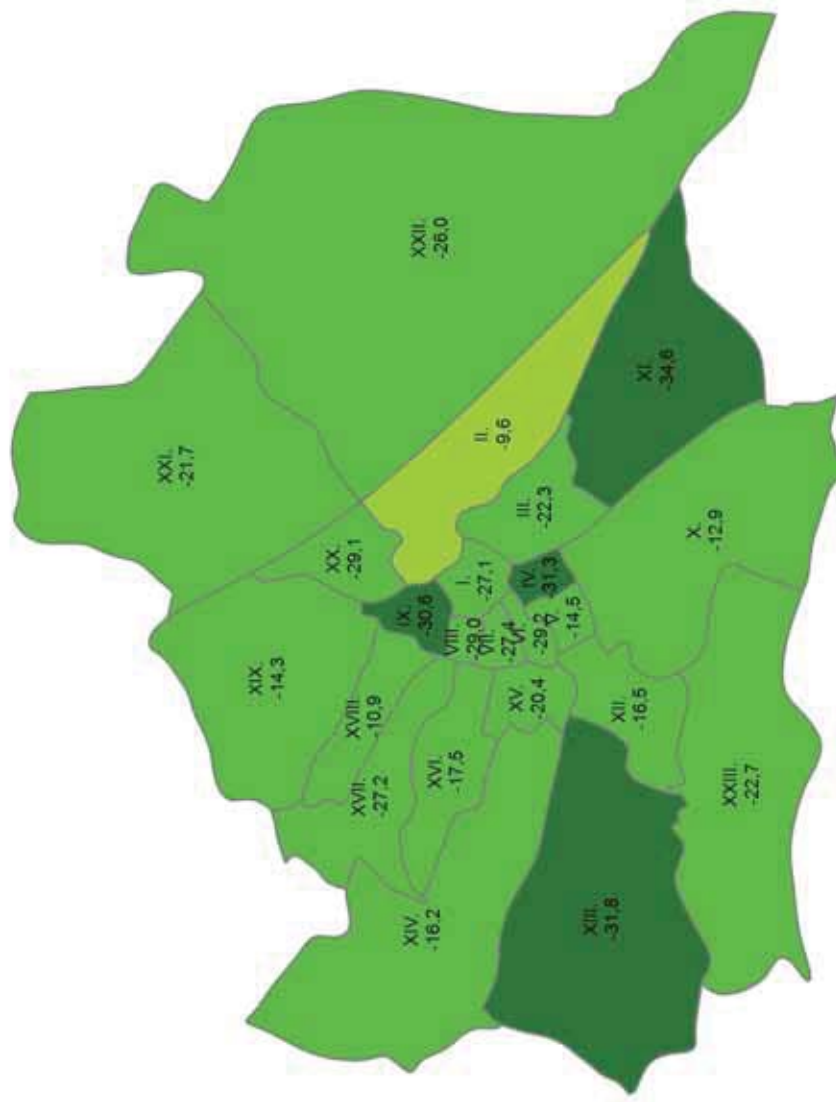 XXI.
-21,7
XXII.
-26,0
XIX.
-14,3
XX.
-29,1
XVIII.
-10,9
XVII.
-27,2
XVI.
-17,5
XIV.
-16,2
IX.
-30,6
II.
-9,6
VIII.
-29,0
I.
-27,1
VII.
-27,4
VI.
-29,2
V.
-14,5
IV.
-31,3
III.
-22,3
XV.
-20,4
XI.
-34,6
XIII.
-31,8
XII.
-16,5
X.
-12,9
XXIII.
-22,7